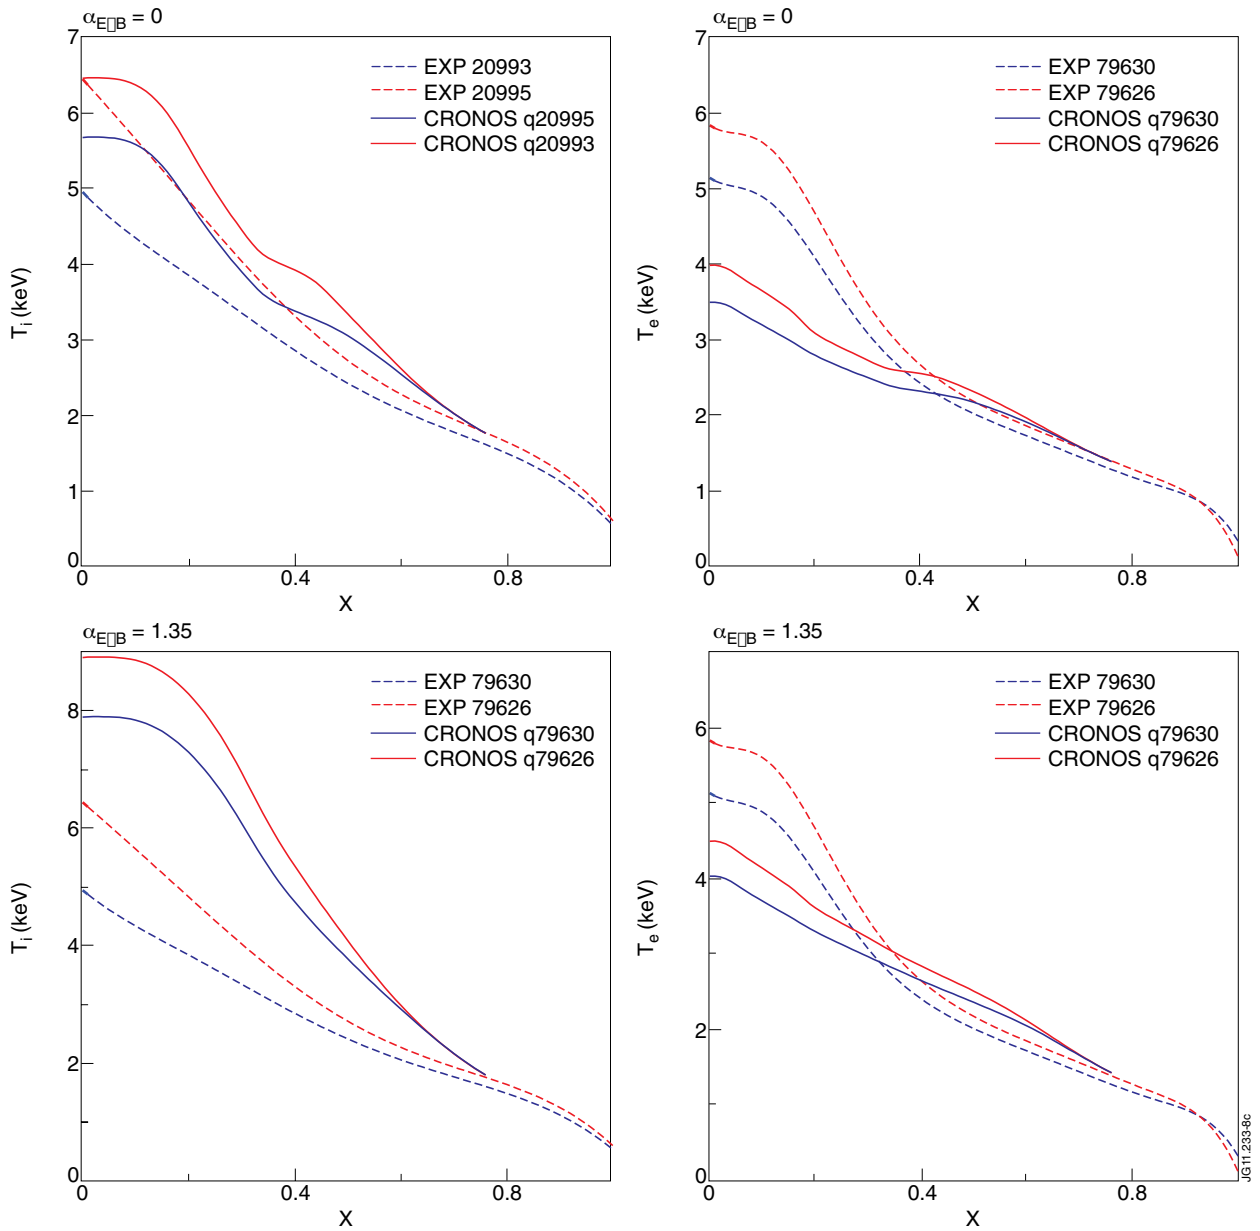 α_E▯B = 0
7
6
5
4
3
2
1
0
T_i (keV)
EXP 20993
EXP 20995
CRONOS q20995
CRONOS q20993
0
0.4
0.8
X
α_E▯B = 0
7
6
5
4
3
2
1
0
T_e (keV)
EXP 79630
EXP 79626
CRONOS q79630
CRONOS q79626
0
0.4
0.8
X
α_E▯B = 1.35
8
6
4
2
0
T_i (keV)
EXP 79630
EXP 79626
CRONOS q79630
CRONOS q79626
0
0.4
0.8
X
α_E▯B = 1.35
6
4
2
0
T_e (keV)
EXP 79630
EXP 79626
CRONOS q79630
CRONOS q79626
0
0.4
0.8
X
JG11.233-8c